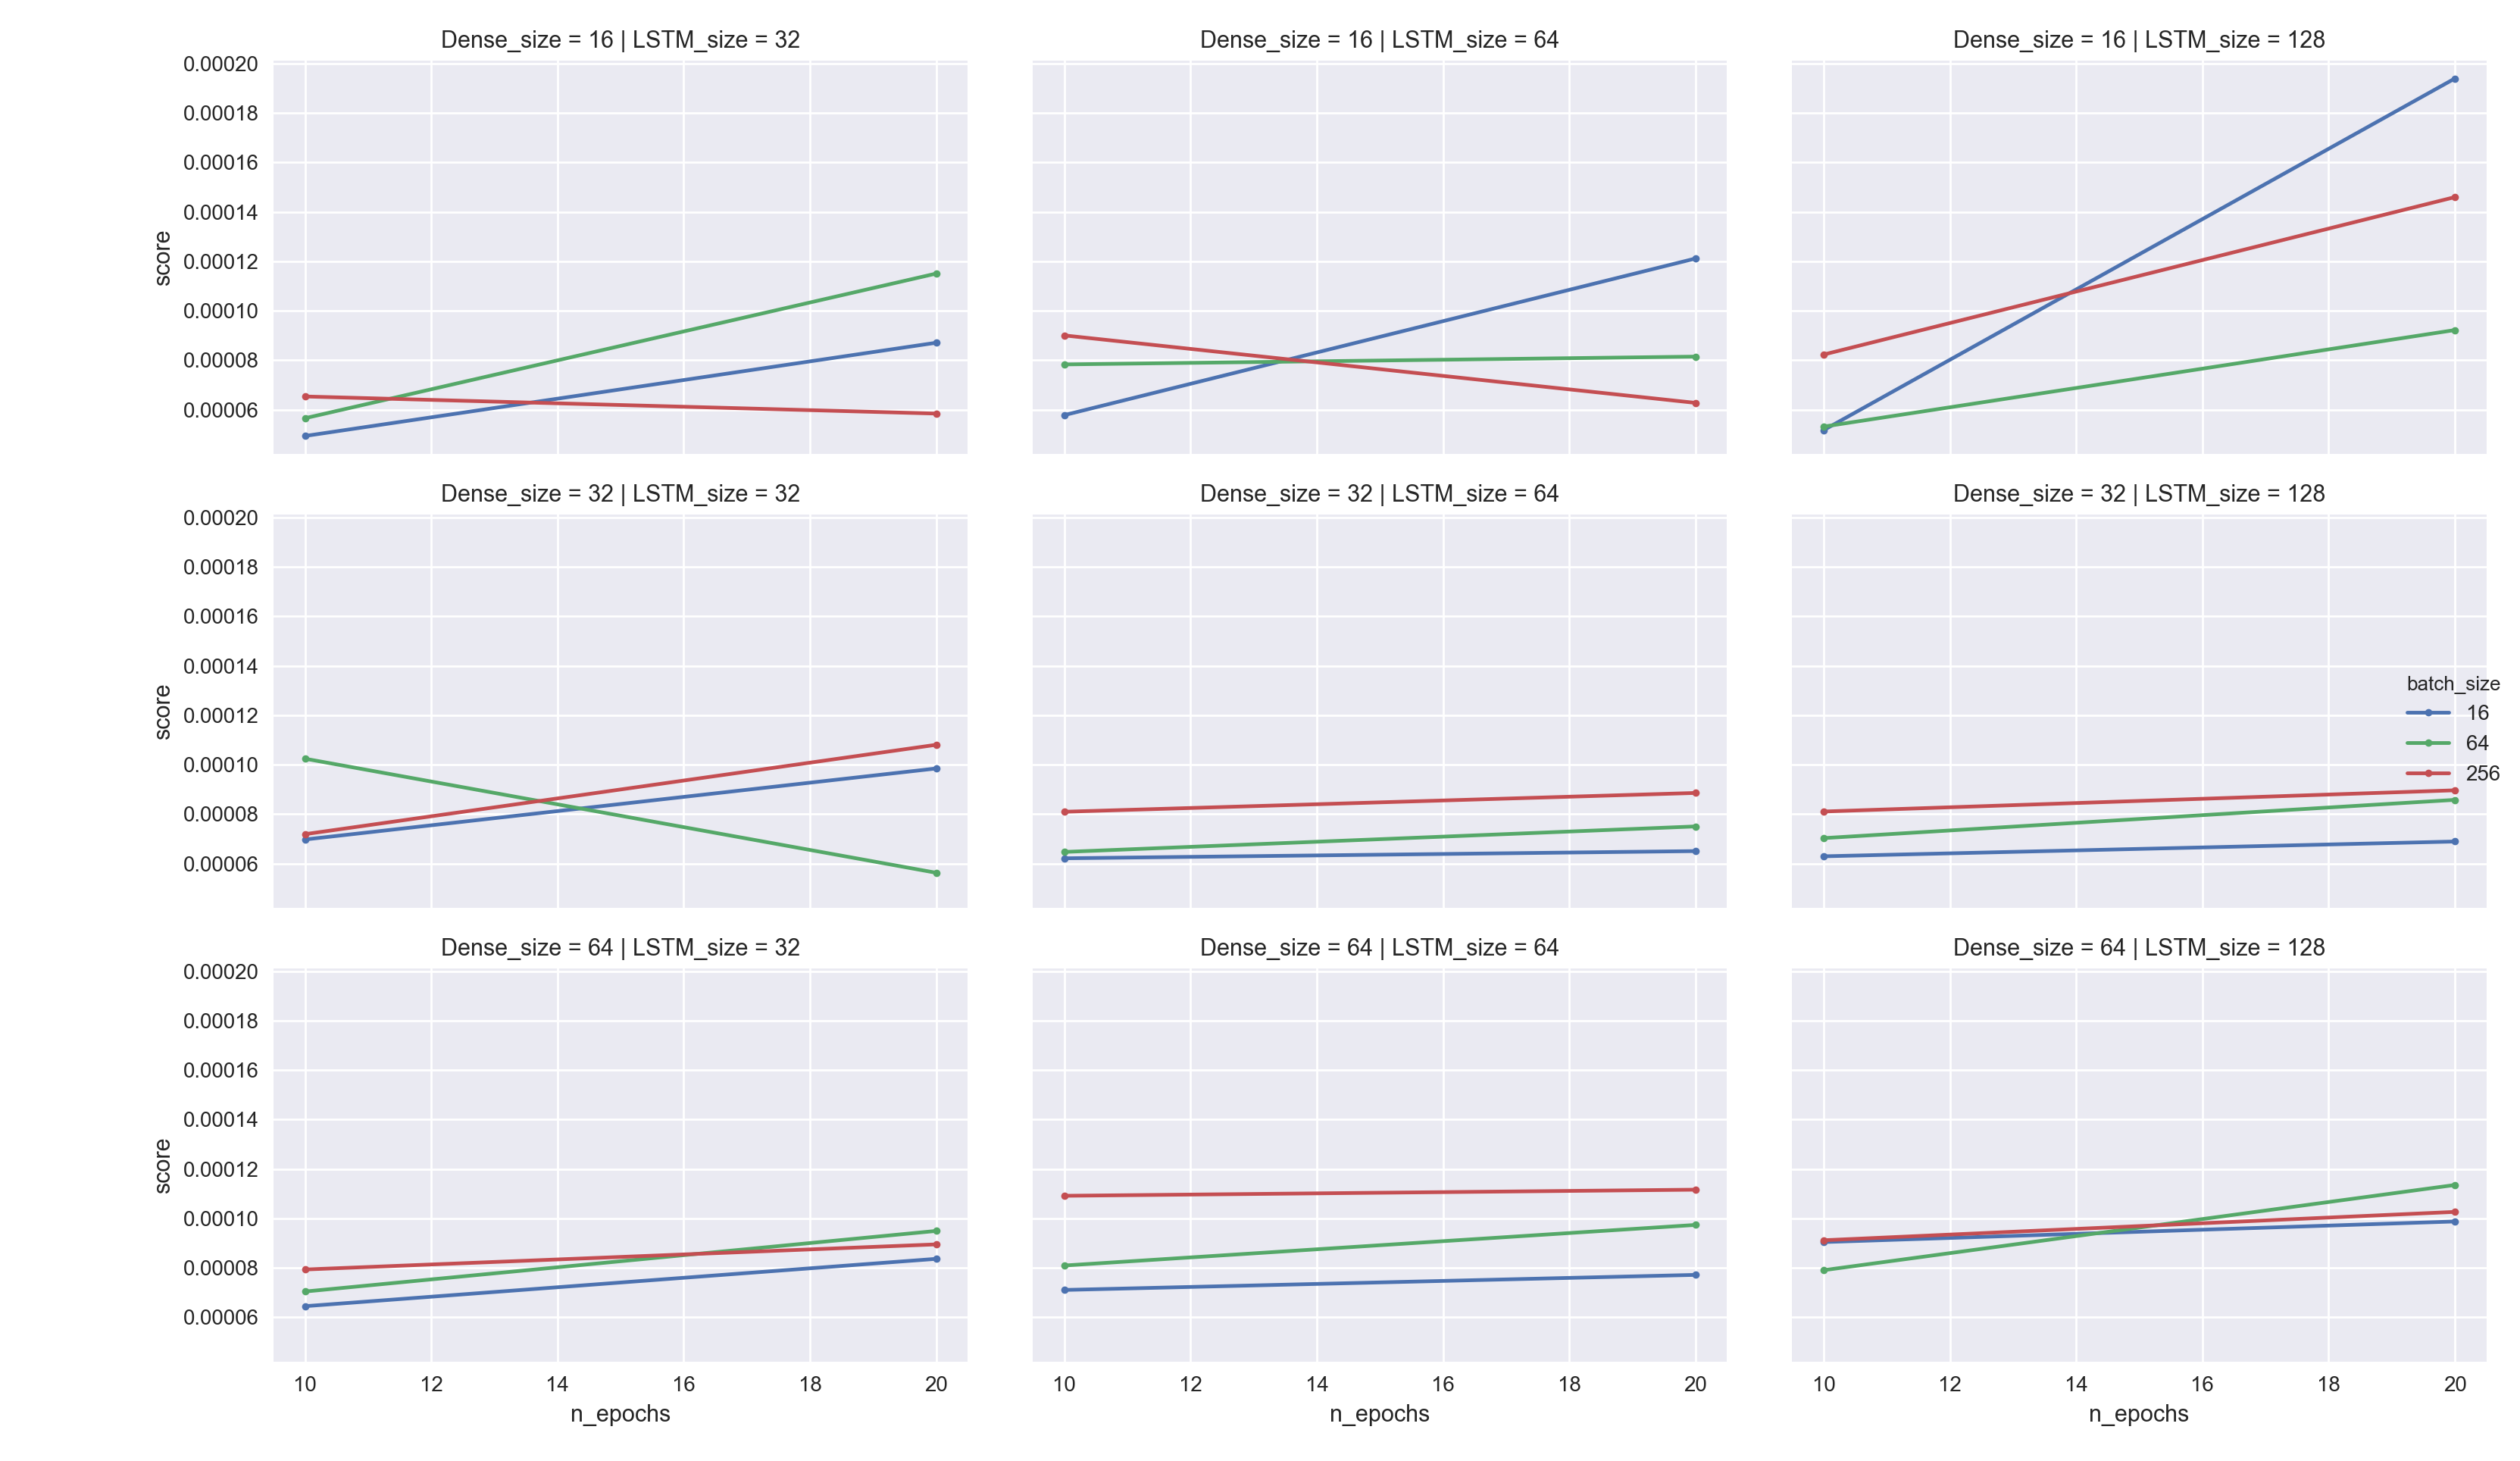 Dense_size = 16 | LSTM_size = 32
Dense_size = 16 | LSTM_size = 64
Dense_size = 16 | LSTM_size = 128
0.00020
0.00018
0.00016
0.00014
0.00012
0.00010
0.00008
0.00006
score
Dense_size = 32 | LSTM_size = 32
Dense_size = 32 | LSTM_size = 64
Dense_size = 32 | LSTM_size = 128
0.00020
0.00018
0.00016
0.00014
0.00012
0.00010
0.00008
0.00006
score
batch_size
16
64
256
Dense_size = 64 | LSTM_size = 32
Dense_size = 64 | LSTM_size = 64
Dense_size = 64 | LSTM_size = 128
0.00020
0.00018
0.00016
0.00014
0.00012
0.00010
0.00008
0.00006
score
10 12 14 16 18 20
10 12 14 16 18 20
10 12 14 16 18 20
n_epochs
n_epochs
n_epochs